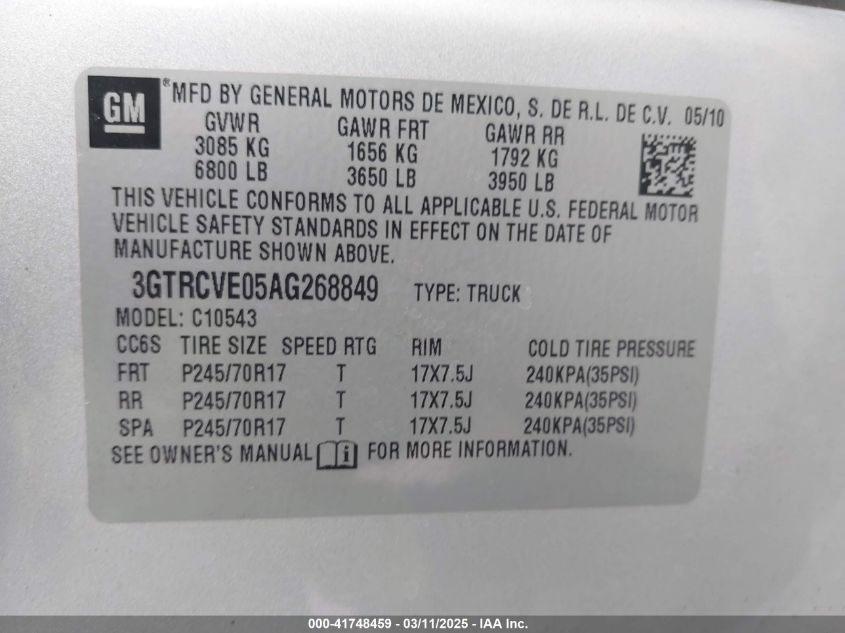 GM
®MFD BY GENERAL MOTORS DE MEXICO, S. DE R.L. DE C.V. 05/10
GVWR GAWR FRT GAWR RR
3085 KG 1656 KG 1792 KG
6800 LB 3650 LB 3950 LB
THIS VEHICLE CONFORMS TO ALL APPLICABLE U.S. FEDERAL MOTOR
VEHICLE SAFETY STANDARDS IN EFFECT ON THE DATE OF
MANUFACTURE SHOWN ABOVE.
3GTRCVE05AG268849 TYPE: TRUCK
MODEL: C10543
CC6S TIRE SIZE SPEED RTG RIM COLD TIRE PRESSURE
FRT P245/70R17 T 17X7.5J 240KPA(35PSI)
RR P245/70R17 T 17X7.5J 240KPA(35PSI)
SPA P245/70R17 T 17X7.5J 240KPA(35PSI)
SEE OWNER'S MANUAL i FOR MORE INFORMATION.
000-41748459 - 03/11/2025 - IAA Inc.